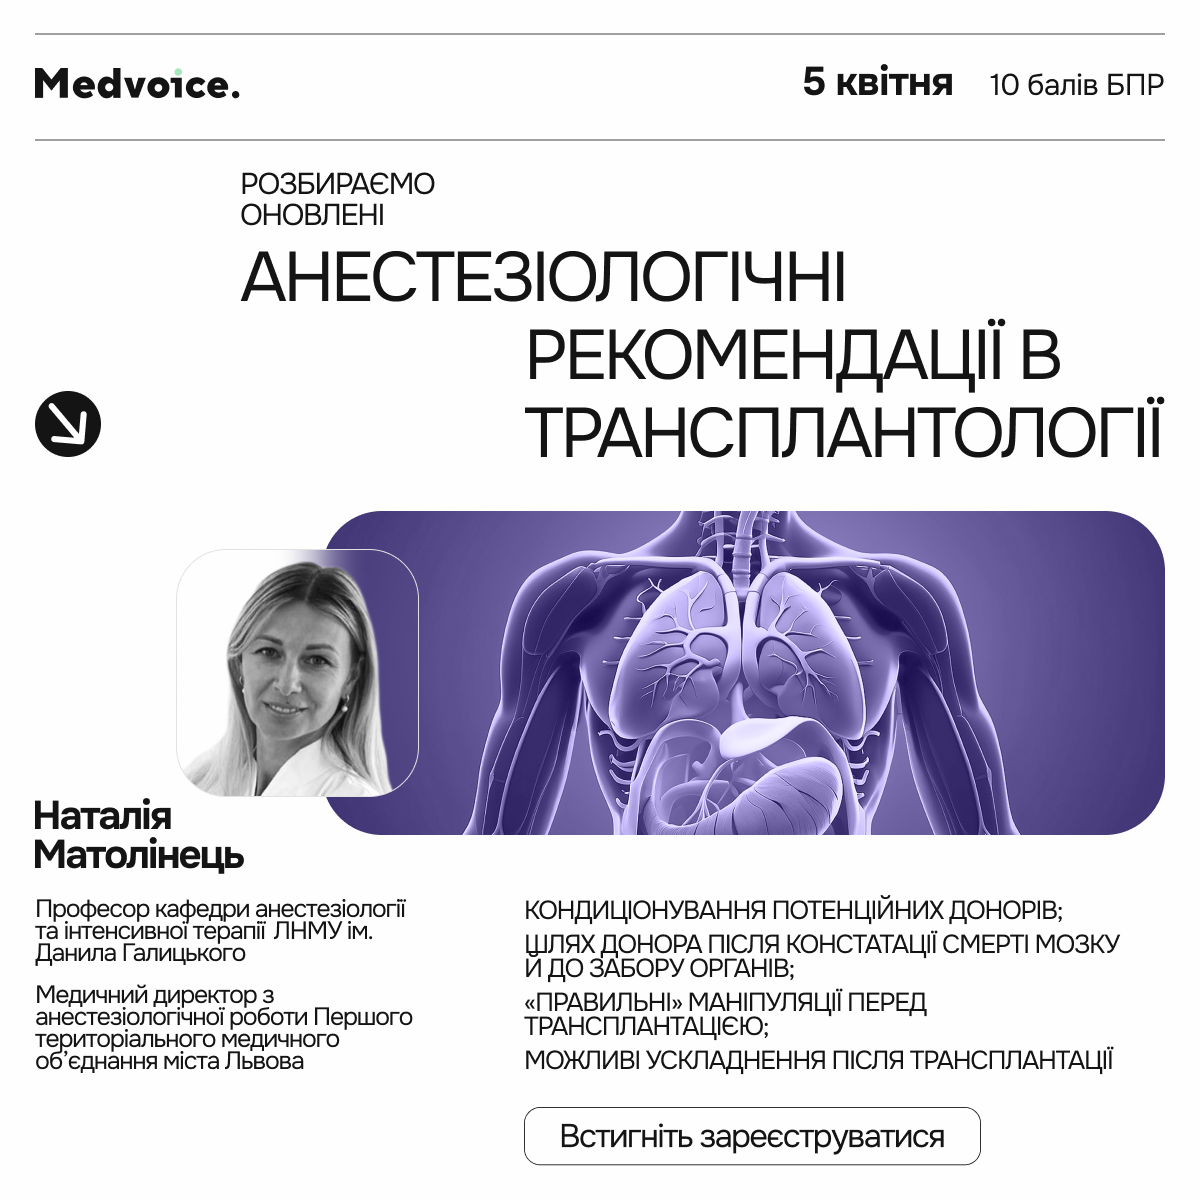 Medvoice.
5 квітня 10 балів БПР
РОЗБИРАЄМО
ОНОВЛЕНІ
АНЕСТЕЗІОЛОГІЧНІ
РЕКОМЕНДАЦІЇ В
ТРАНСПЛАНТОЛОГІЇ
Наталія
Матолінець
Професор кафедри анестезіології
та інтенсивної терапії ЛНМУ ім.
Данила Галицького
Медичний директор з
анестезіологічної роботи Першого
територіального медичного
об’єднання міста Львова
КОНДИЦІОНУВАННЯ ПОТЕНЦІЙНИХ ДОНОРІВ;
ШЛЯХ ДОНОРА ПІСЛЯ КОНСТАТАЦІЇ СМЕРТІ МОЗКУ
Й ДО ЗАБОРУ ОРГАНІВ;
«ПРАВИЛЬНІ» МАНІПУЛЯЦІЇ ПЕРЕД
ТРАНСПЛАНТАЦІЄЮ;
МОЖЛИВІ УСКЛАДНЕННЯ ПІСЛЯ ТРАНСПЛАНТАЦІЇ
Встигніть зареєструватися